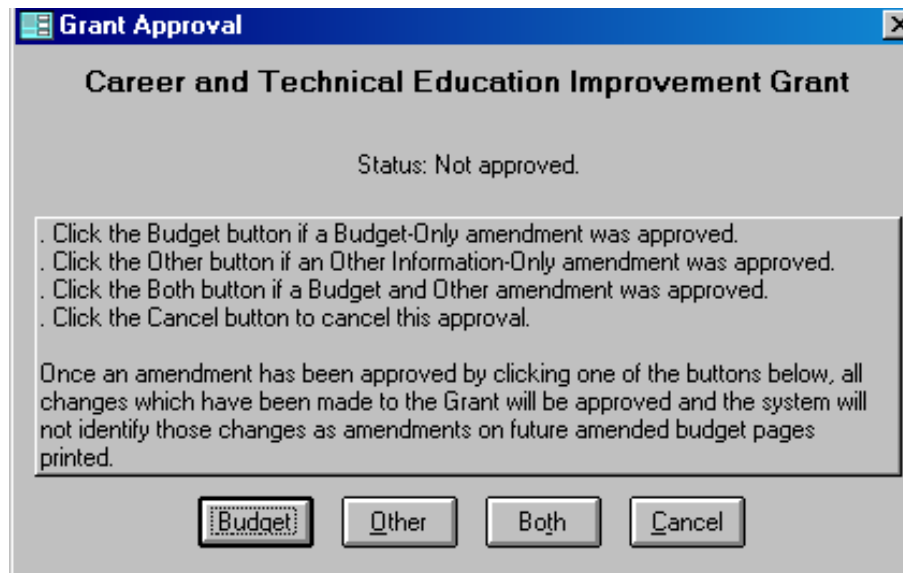 Grant Approval
Career and Technical Education Improvement Grant
Status: Not approved.
. Click the Budget button if a Budget-Only amendment was approved.
. Click the Other button if an Other Information-Only amendment was approved.
. Click the Both button if a Budget and Other amendment was approved.
. Click the Cancel button to cancel this approval.
Once an amendment has been approved by clicking one of the buttons below, all
changes which have been made to the Grant will be approved and the system will
not identify those changes as amendments on future amended budget pages
printed.
Budget Other Both Cancel